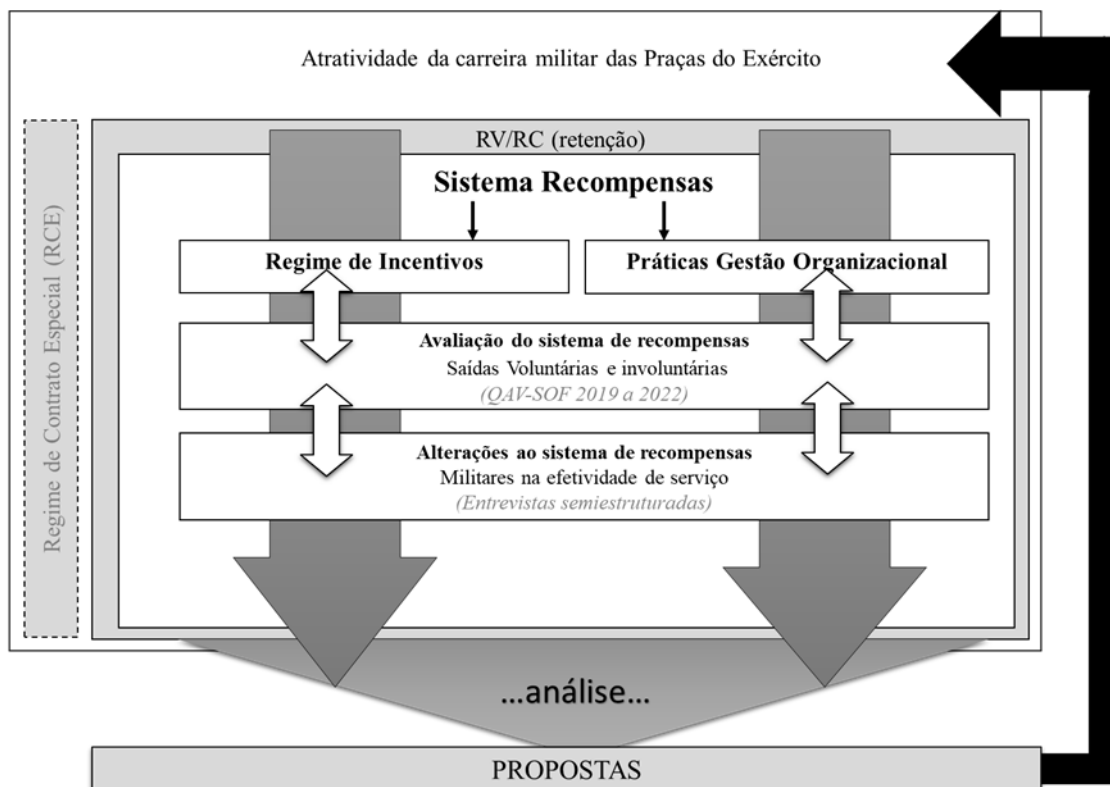 Atratividade da carreira militar das Praças do Exército
Regime de Contrato Especial (RCE)
RV/RC (retenção)
Sistema Recompensas
Regime de Incentivos
Práticas Gestão Organizacional
Avaliação do sistema de recompensas
Saídas Voluntárias e involuntárias
(QAV-SOF 2019 a 2022)
Alterações ao sistema de recompensas
Militares na efetividade de serviço
(Entrevistas semiestruturadas)
...análise...
PROPOSTAS